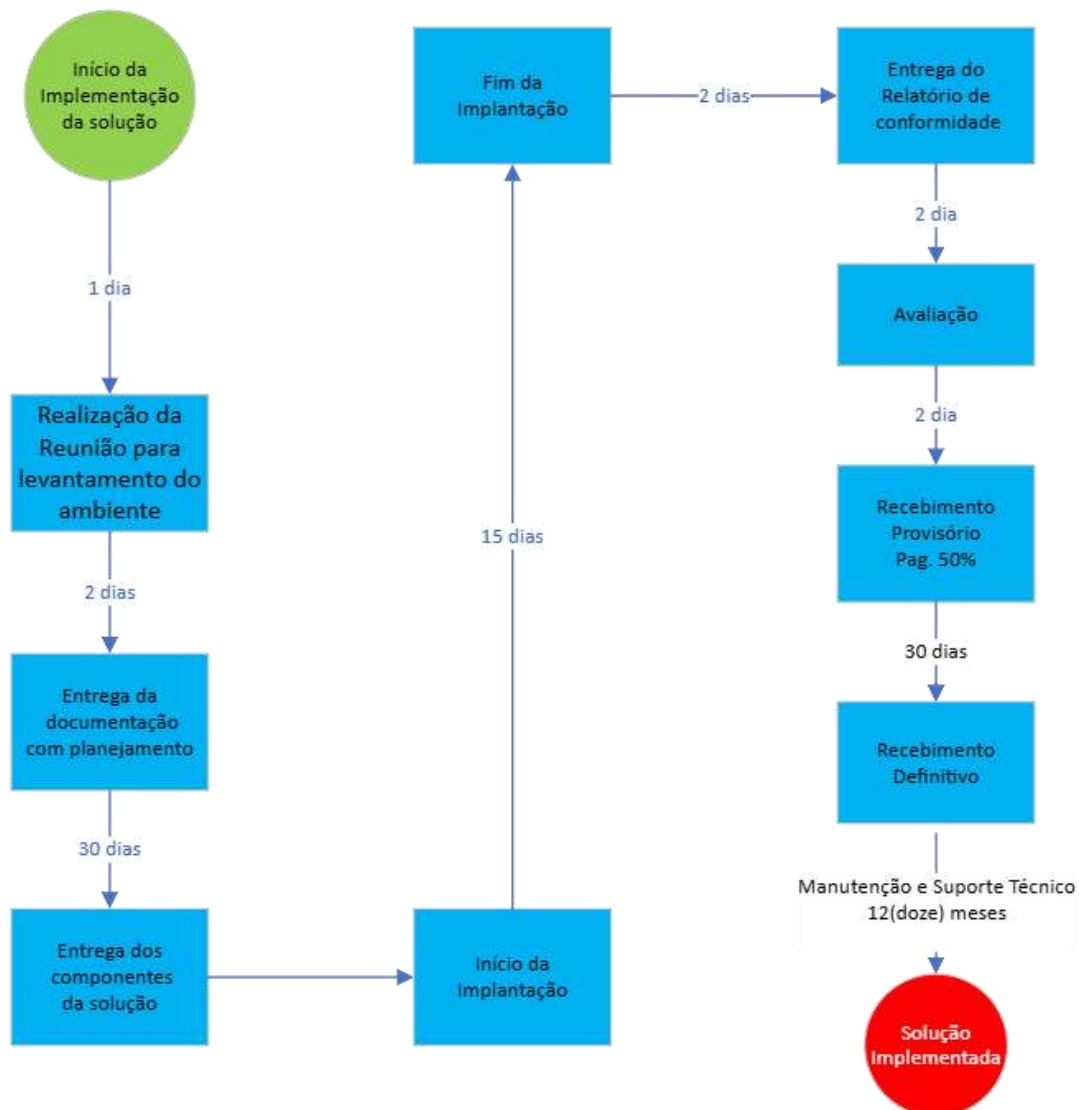 Início da
Implementação
da solução
1 dia
Realização da
Reunião para
levantamento do
ambiente
2 dias
Entrega da
documentação
com planejamento
30 dias
Entrega dos
componentes
da solução
Início da
Implantação
15 dias
Fim da
Implantação
2 dias
Entrega do
Relatório de
conformidade
2 dia
Avaliação
2 dia
Recebimento
Provisório
Pag. 50%
30 dias
Recebimento
Definitivo
Manutenção e Suporte Técnico
12(doze) meses
Solução
Implementada